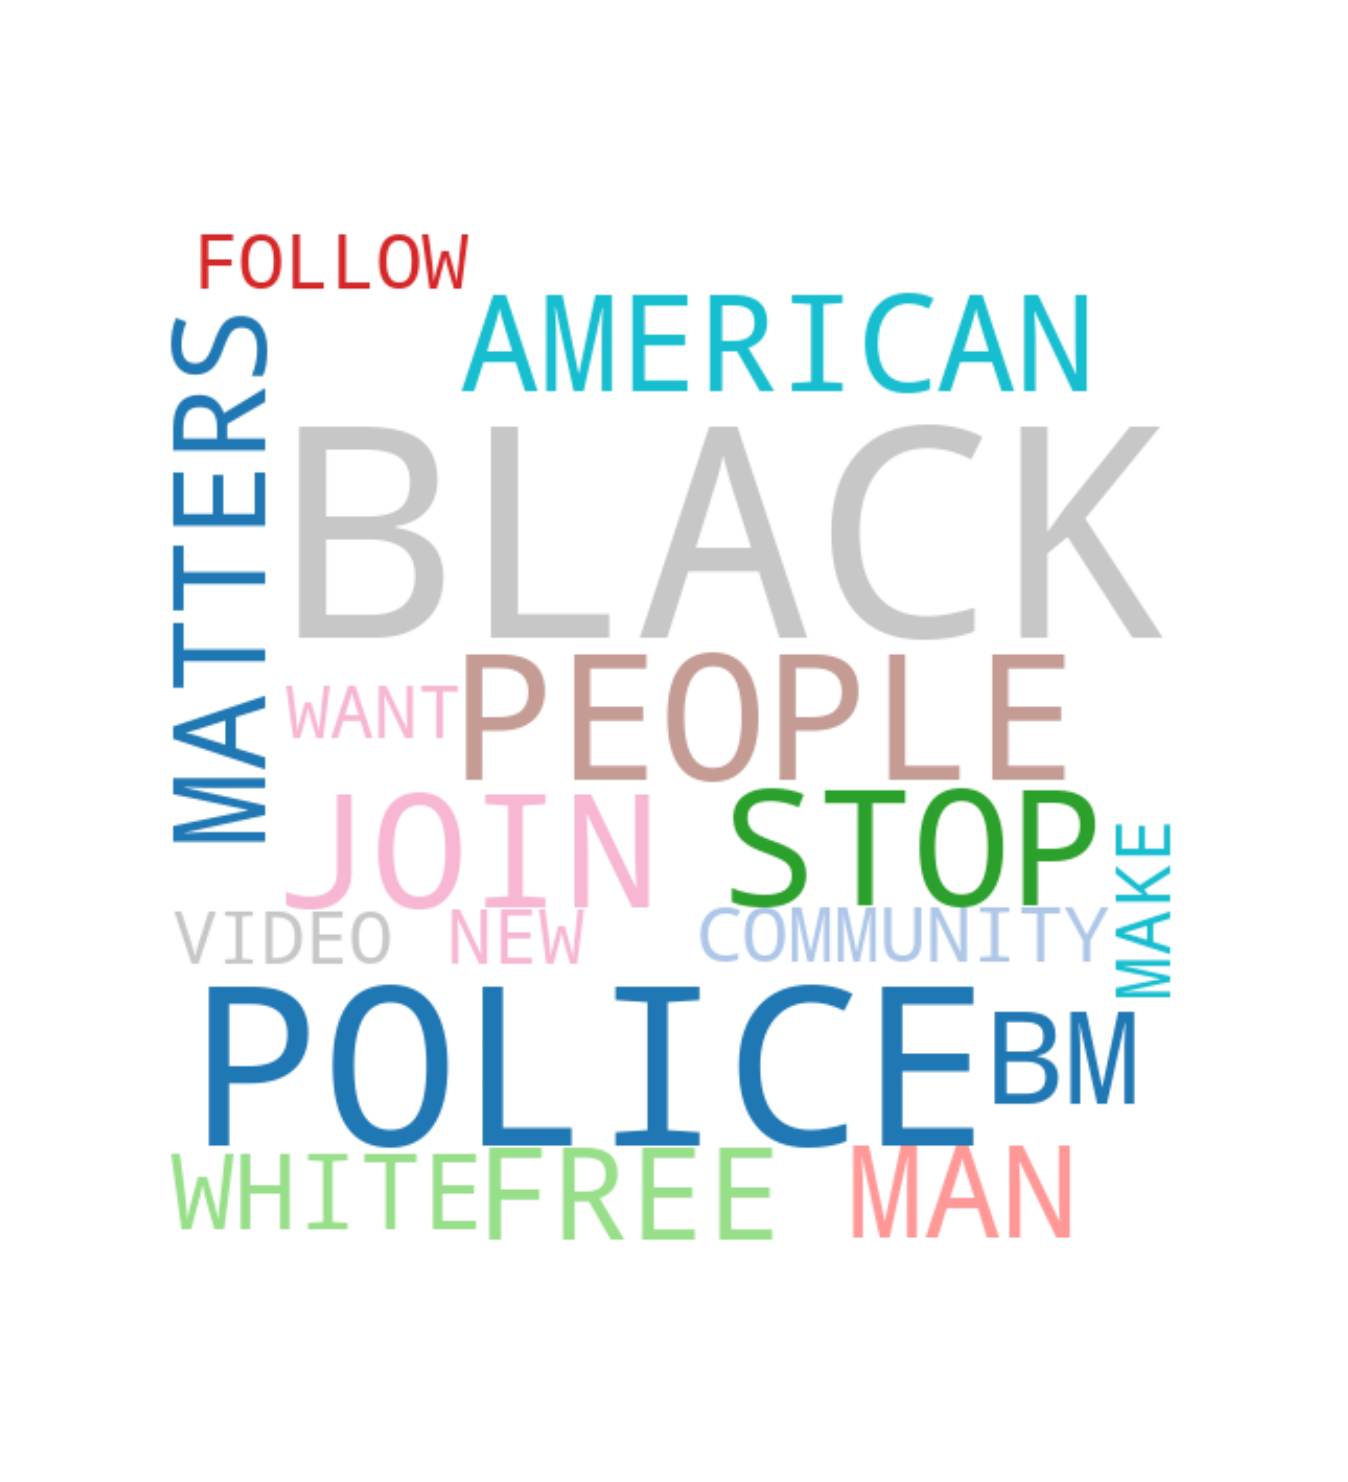 FOLLOW
AMERICAN
MATTERS
BLACK
WANT PEOPLE
JOIN STOP
MAKE
VIDEO NEW COMMUNITY
POLICE BM
WHITE FREE MAN